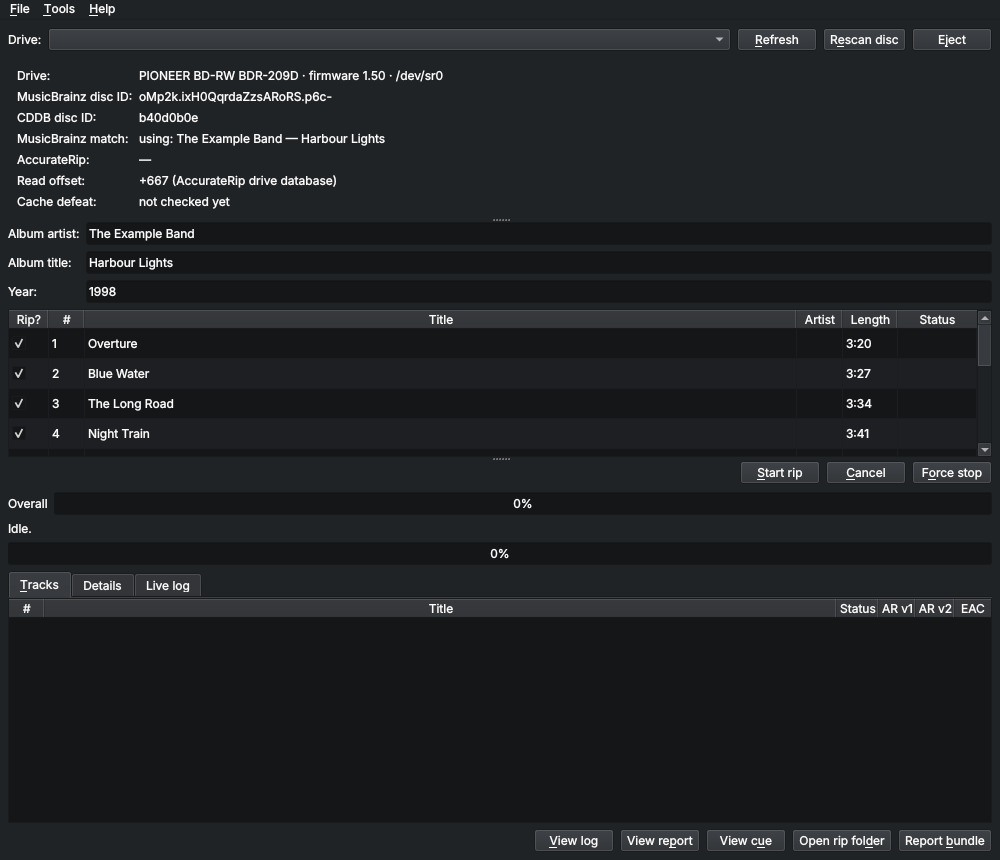 File Tools Help
Drive: Refresh Rescan disc Eject
Drive: PIONEER BD-RW BDR-209D · firmware 1.50 · /dev/sr0
MusicBrainz disc ID: oMp2k.ixH0QqrdaZzsARoRS.p6c-
CDDB disc ID: b40d0b0e
MusicBrainz match: using: The Example Band — Harbour Lights
AccurateRip: —
Read offset: +667 (AccurateRip drive database)
Cache defeat: not checked yet
Album artist: The Example Band
Album title: Harbour Lights
Year: 1998
Rip? # Title Artist Length Status
✓ 1 Overture 3:20
✓ 2 Blue Water 3:27
✓ 3 The Long Road 3:34
✓ 4 Night Train 3:41
Start rip Cancel Force stop
Overall 0%
Idle.
0%
Tracks Details Live log
# Title Status AR v1 AR v2 EAC
View log View report View cue Open rip folder Report bundle